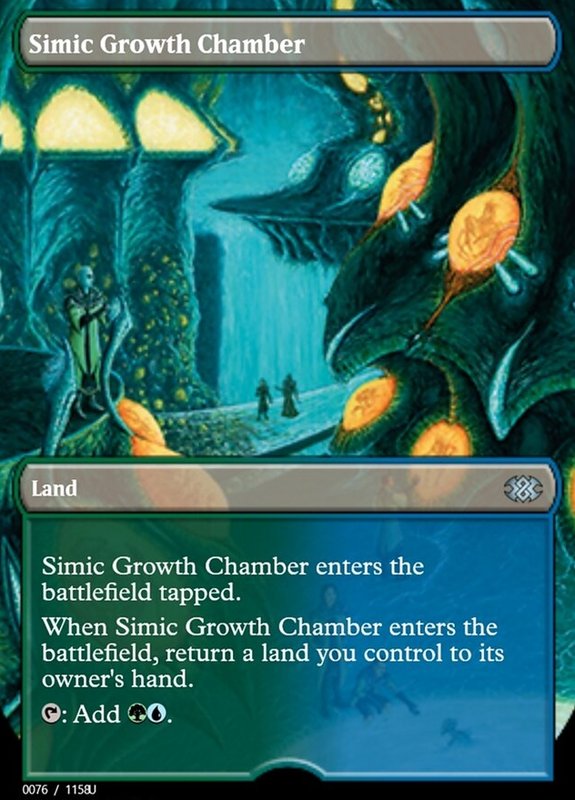 Simic Growth Chamber
Land
Simic Growth Chamber enters the
battlefield tapped.
When Simic Growth Chamber enters the
battlefield, return a land you control to its
owner's hand.
: Add .
0076 / 1158U